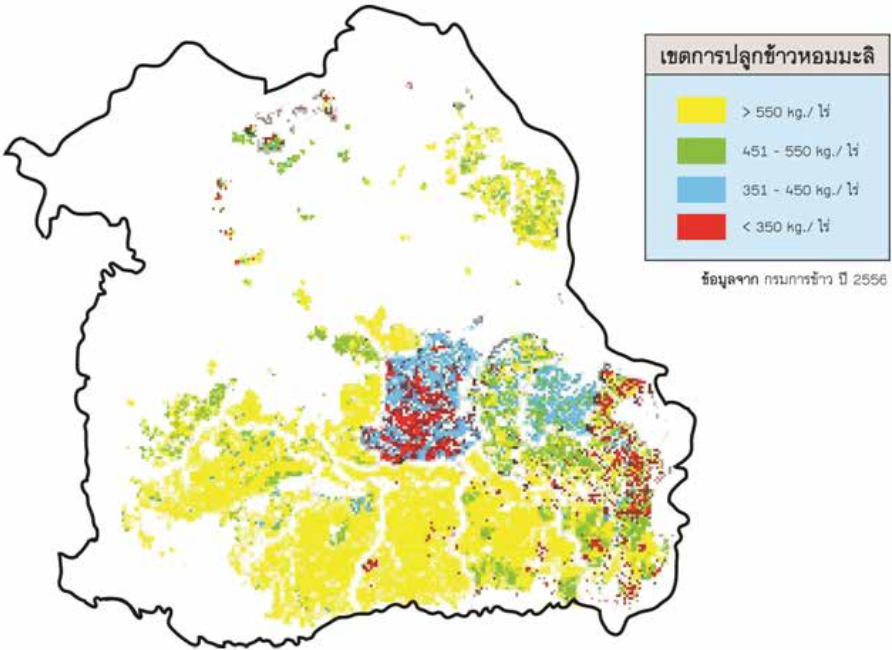 เขตการปลูกข้าวหอมมะลิ
> 550 kg./ ไร่
451 - 550 kg./ ไร่
351 - 450 kg./ ไร่
< 350 kg./ ไร่
ข้อมูลจาก กรมการข้าว ปี 2556